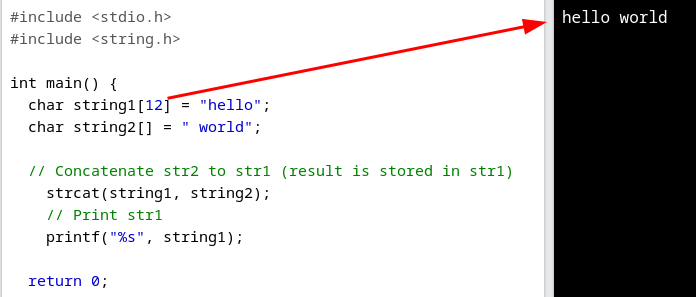 #include <stdio.h>
#include <string.h>
int main() {
char string1[12] = "hello";
char string2[] = " world";
// Concatenate str2 to str1 (result is stored in str1)
strcat(string1, string2);
// Print str1
printf("%s", string1);
return 0;
hello world